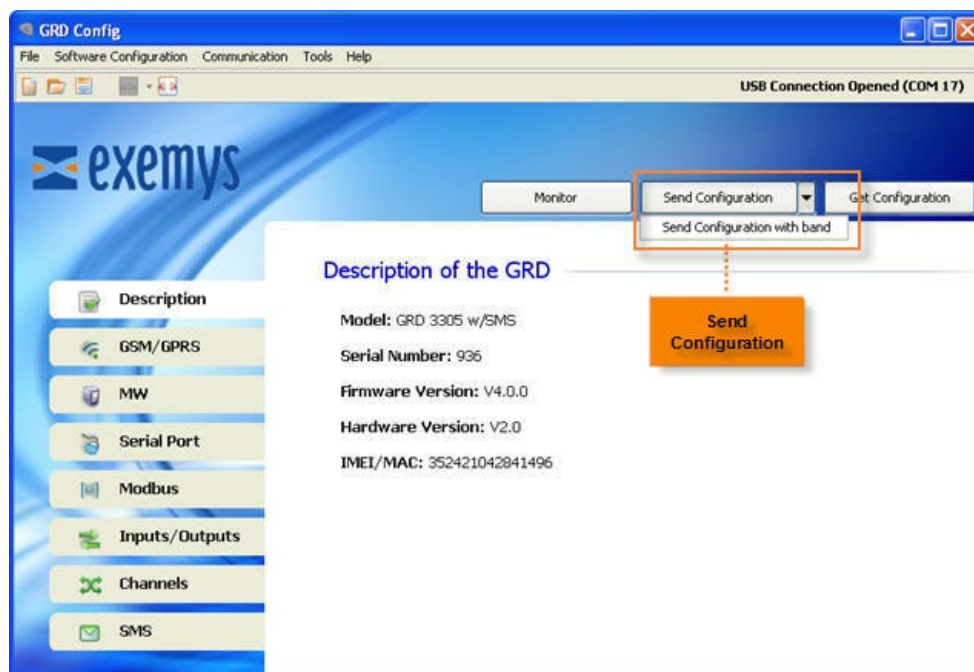 GRD Config
File Software Configuration Communication Tools Help
USB Connection Opened (COM 17)
exemys
Monitor Send Configuration Get Configuration
Send Configuration with band
Description of the GRD
Send
Configuration
Model: GRD 3305 w/SMS
Serial Number: 936
Firmware Version: V4.0.0
Hardware Version: V2.0
IMEI/MAC: 352421042841496
Description
GSM/GPRS
MW
Serial Port
Modbus
Inputs/Outputs
Channels
SMS